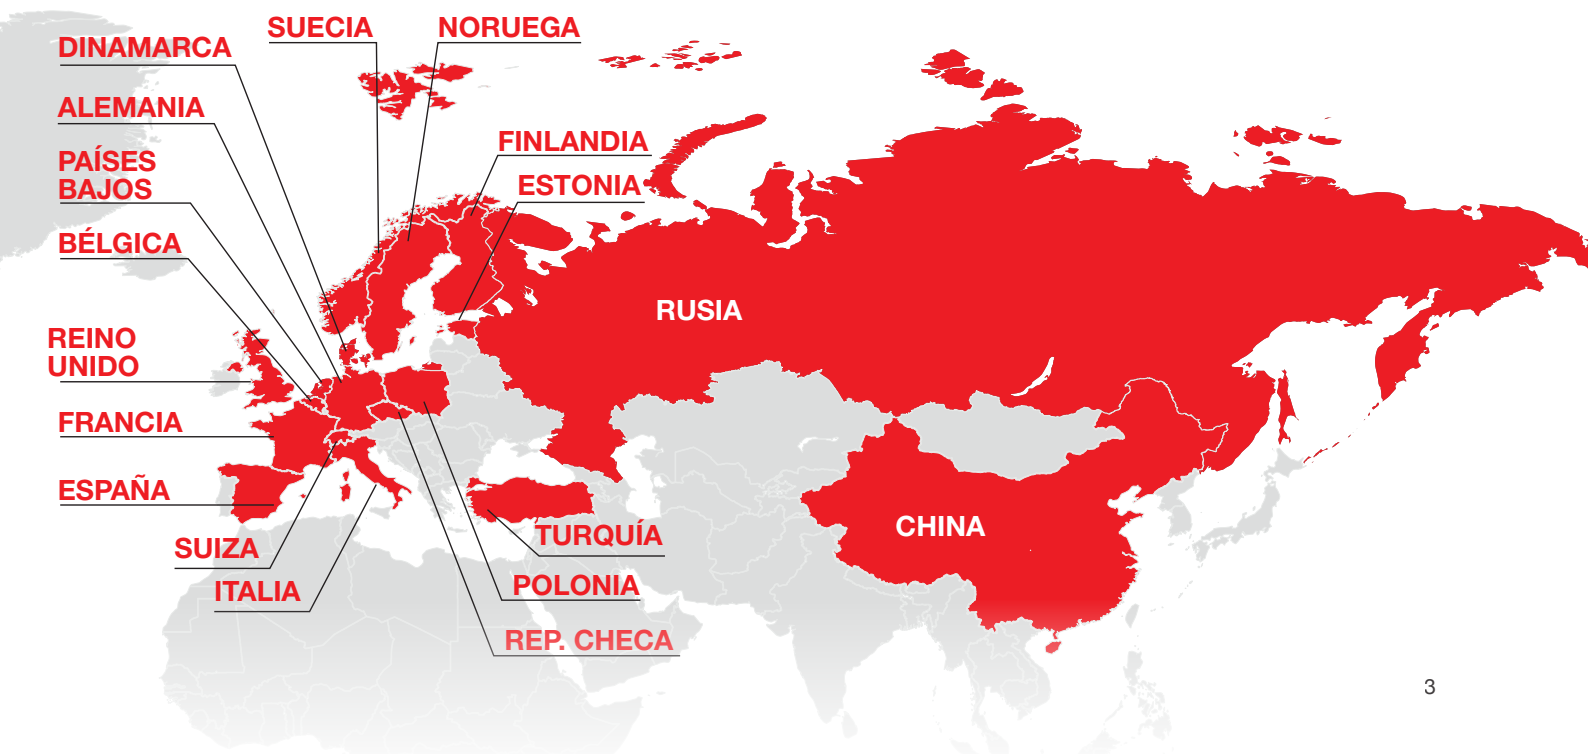 SUECIA
NORUEGA
DINAMARCA
ALEMANIA
FINLANDIA
PAÍSES
BAJOS
ESTONIA
BÉLGICA
RUSIA
REINO
UNIDO
FRANCIA
ESPAÑA
CHINA
TURQUÍA
SUIZA
ITALIA
POLONIA
REP. CHECA
3